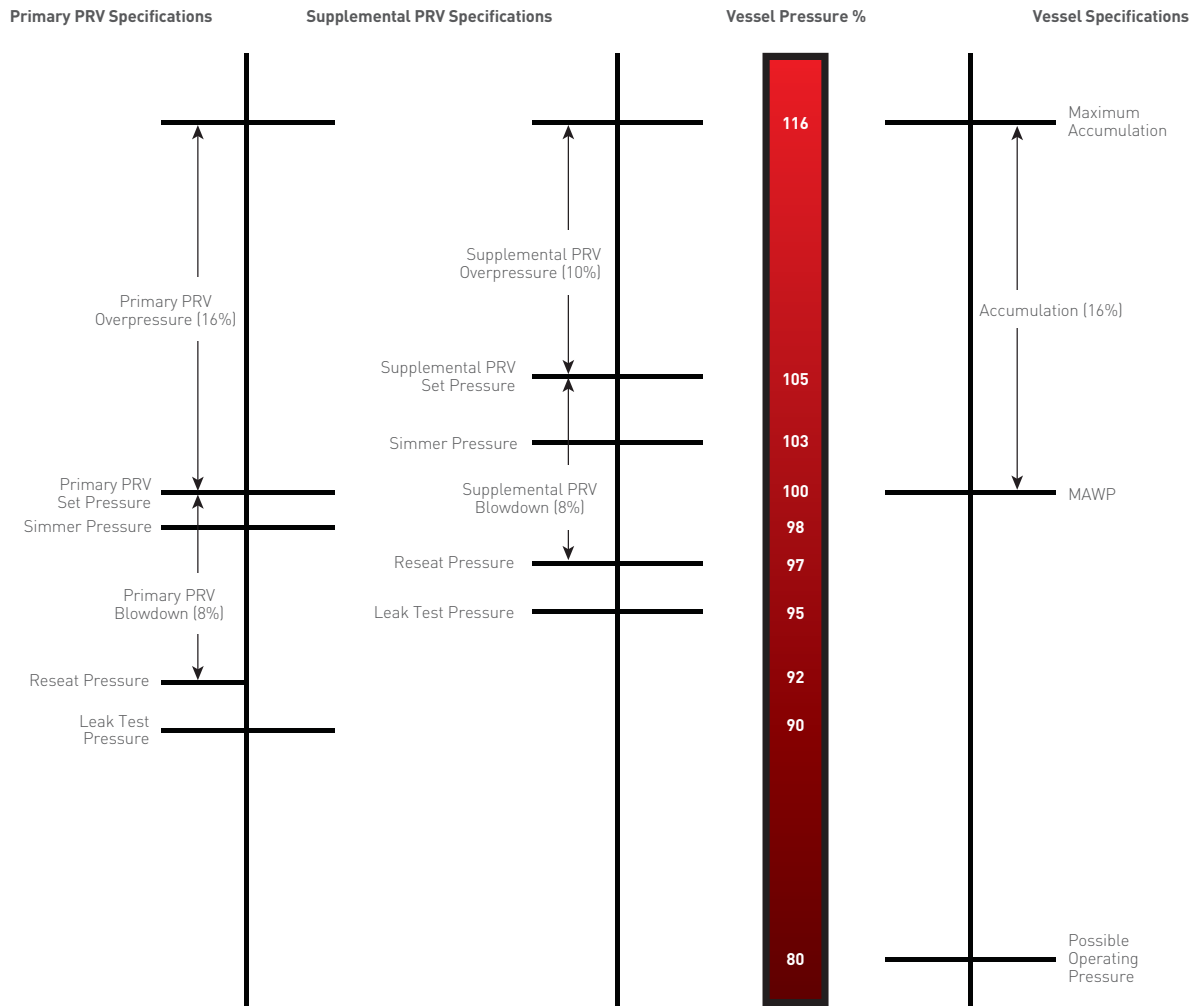 Primary PRV Specifications
Supplemental PRV Specifications
Vessel Pressure %
Vessel Specifications
Primary PRV
Overpressure (16%)
Primary PRV
Set Pressure
Simmer Pressure
Primary PRV
Blowdown (8%)
Reseat Pressure
Leak Test
Pressure
Supplemental PRV
Overpressure (10%)
Supplemental PRV
Set Pressure
Simmer Pressure
Supplemental PRV
Blowdown (8%)
Reseat Pressure
Leak Test Pressure
116
105
103
100
98
97
95
92
90
80
Maximum
Accumulation
Accumulation (16%)
MAWP
Possible
Operating
Pressure